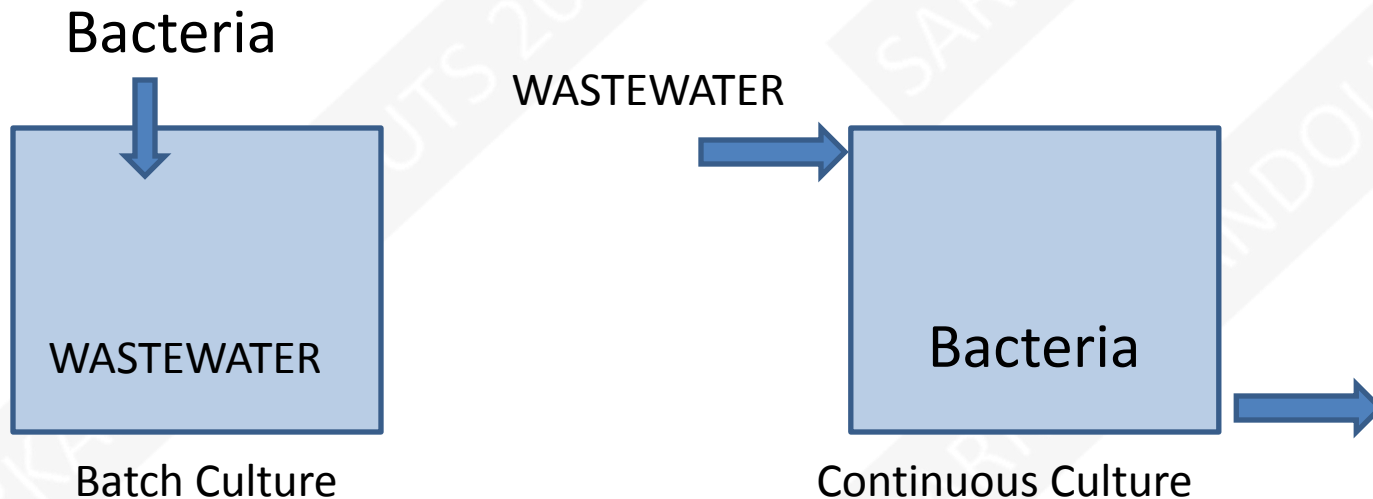 Bacteria
WASTEWATER
WASTEWATER
Bacteria
Batch Culture
Continuous Culture